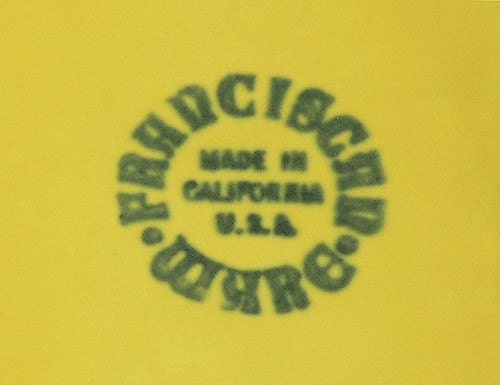 FRANCISCAN
WARE
MADE IN
CALIFORNIA
U.S.A.